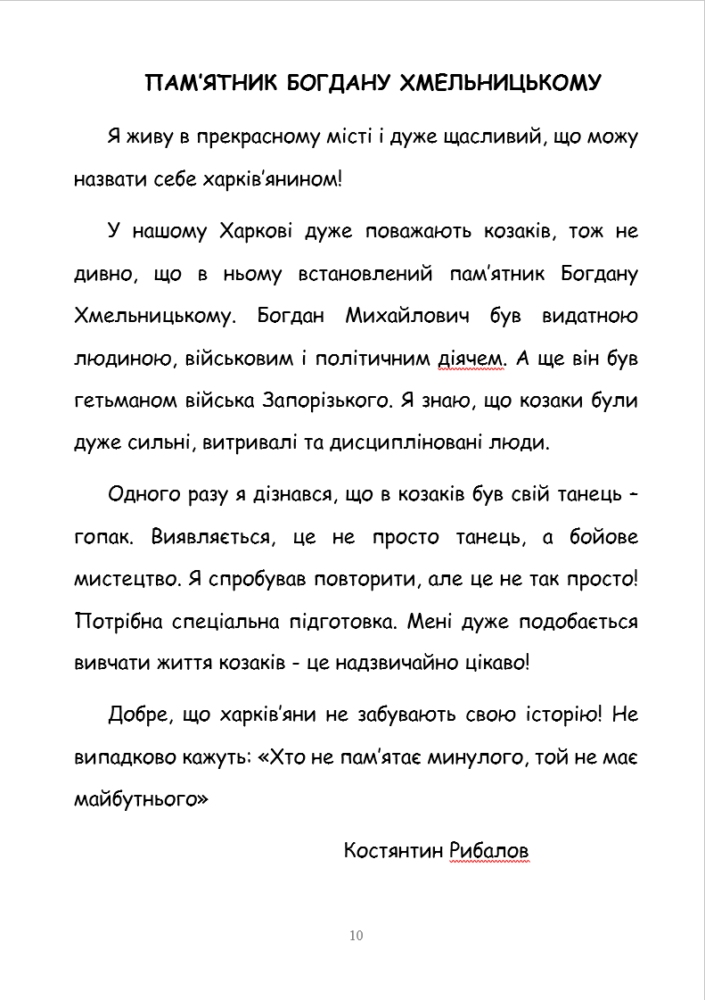 ПАМ’ЯТНИК БОГДАНУ ХМЕЛЬНИЦЬКОМУ
Я живу в прекрасному місті і дуже щасливий, що можу
назвати себе харків’янином!
У нашому Харкові дуже поважають козаків, тож не
дивно, що в ньому встановлений пам’ятник Богдану
Хмельницькому. Богдан Михайлович був видатною
людиною, військовим і політичним діячем. А ще він був
гетьманом війська Запорізького. Я знаю, що козаки були
дуже сильні, витривалі та дисципліновані люди.
Одного разу я дізнався, що в козаків був свій танець –
гопак. Виявляється, це не просто танець, а бойове
мистецтво. Я спробував повторити, але це не так просто!
Потрібна спеціальна підготовка. Мені дуже подобається
вивчати життя козаків - це надзвичайно цікаво!
Добре, що харків’яни не забувають свою історію! Не
випадково кажуть: «Хто не пам’ятає минулого, той не має
майбутнього»
Костянтин Рибалов
10